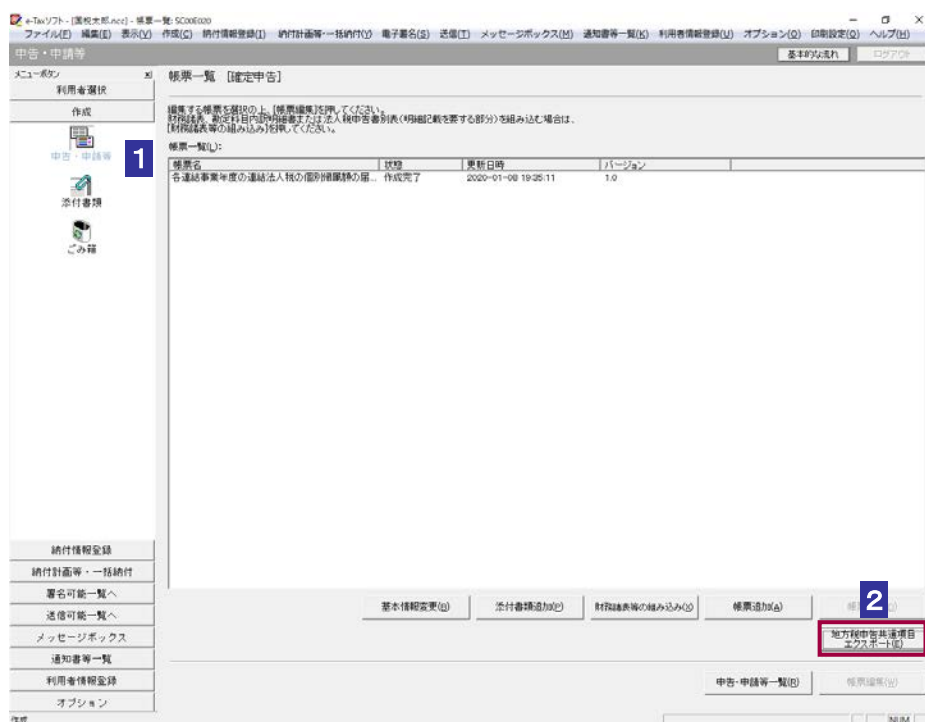 e-Taxソフト - [国税太郎.ncc] - 帳票一覧: SC00E020
ファイル(F) 編集(E) 表示(V) 作成(C) 納付情報登録(I) 納付計画等・一括納付(Y) 電子署名(S) 送信(T) メッセージボックス(M) 通知書等一覧(K) 利用者情報登録(U) オプション(O) 印刷設定(Q) ヘルプ(H)
申告・申請等
基本的な流れ
ログアウト
メニューボタン
利用者選択
作成
申告・申請等
1
添付書類
ごみ箱
帳票一覧 [確定申告]
編集する帳票を選択の上、[帳票編集]を押してください。
財務諸表、勘定科目内訳明細書または法人税申告書別表(明細記載を要する部分)を組み込む場合は、
[財務諸表等の組み込み]を押してください。
帳票一覧(L):
帳票名 状態 更新日時 バージョン
各連結事業年度の連結法人税の個別帰属額の届... 作成完了 2020-01-08 19:35:11 1.0
納付情報登録
納付計画等・一括納付
署名可能一覧へ
送信可能一覧へ
メッセージボックス
通知書等一覧
利用者情報登録
オプション
基本情報変更(B) 添付書類追加(P) 財務諸表等の組み込み(X) 帳票追加(A)
2
地方税申告共通項目
エクスポート(E)
申告・申請等一覧(R) 帳票編集(W)
作成
NUM